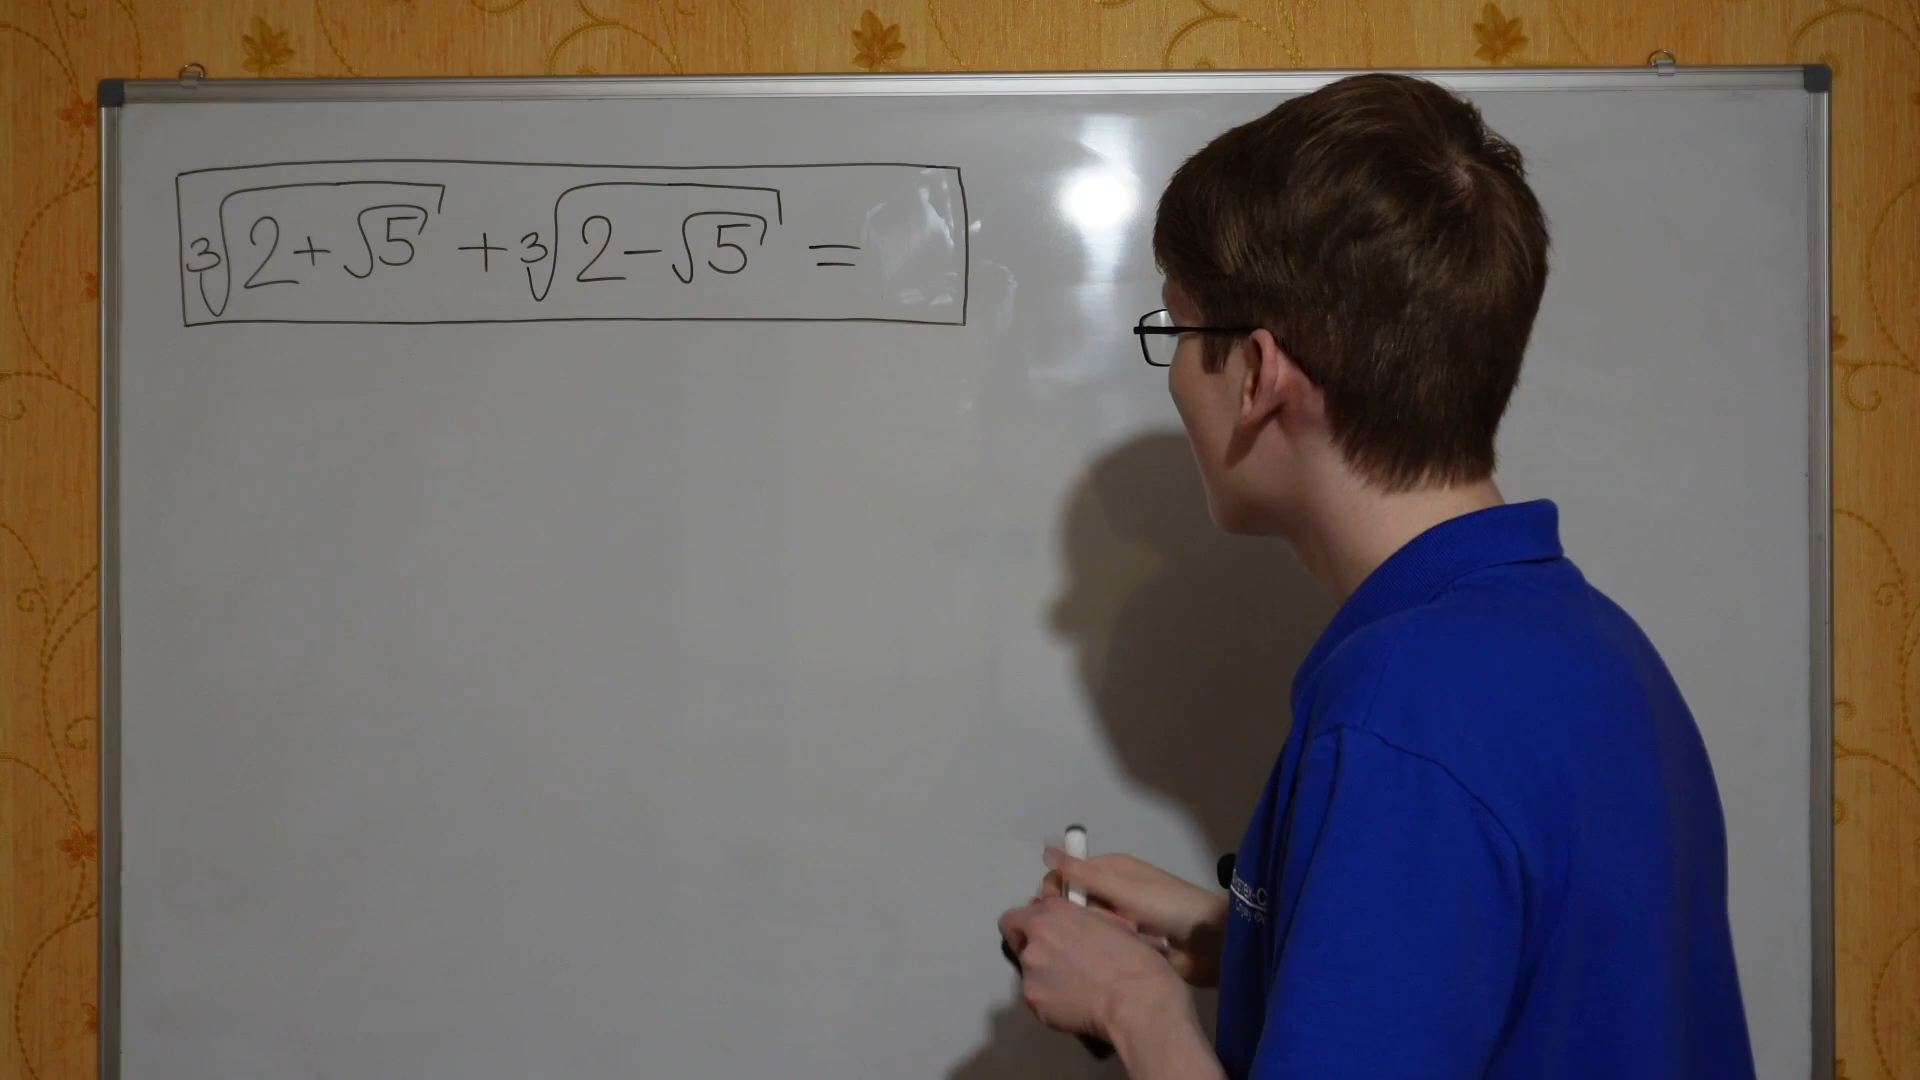 ∛(2+√5) + ∛(2-√5) =